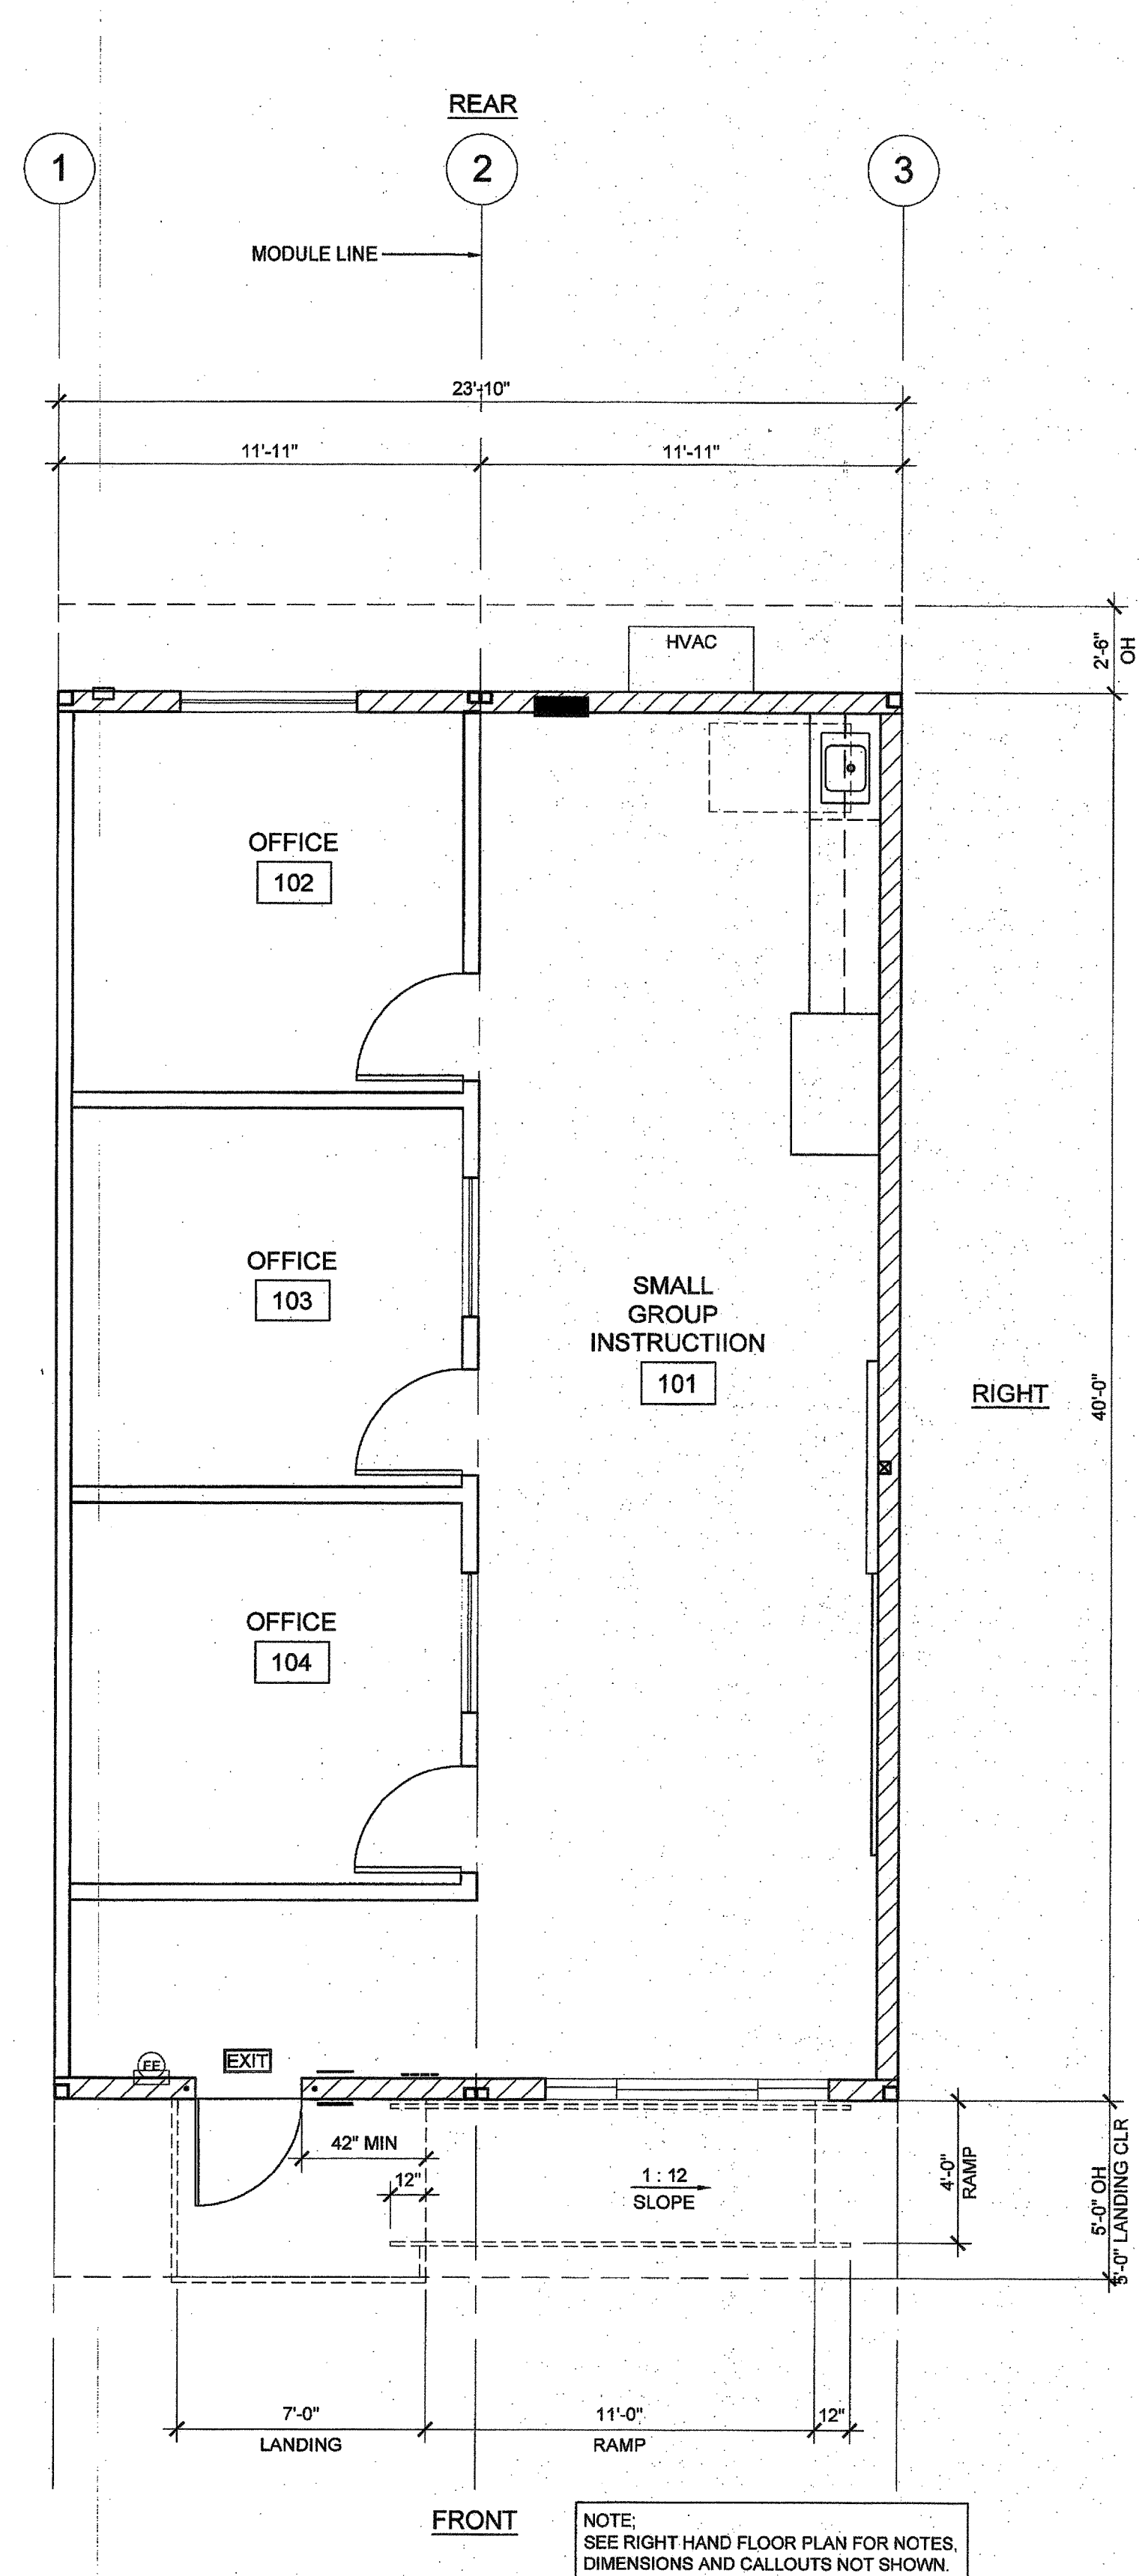 REAR
1
2
3
MODULE LINE
23'-10"
11'-11"
11'-11"
2'-6"
OH
HVAC
OFFICE
102
OFFICE
103
SMALL
GROUP
INSTRUCTIION
101
RIGHT
40'-0"
OFFICE
104
FE
EXIT
42" MIN
12"
1 : 12
SLOPE
4'-0"
RAMP
5'-0" OH
5'-0" LANDING CLR
7'-0"
LANDING
11'-0"
RAMP
12"
FRONT
NOTE;
SEE RIGHT HAND FLOOR PLAN FOR NOTES,
DIMENSIONS AND CALLOUTS NOT SHOWN.